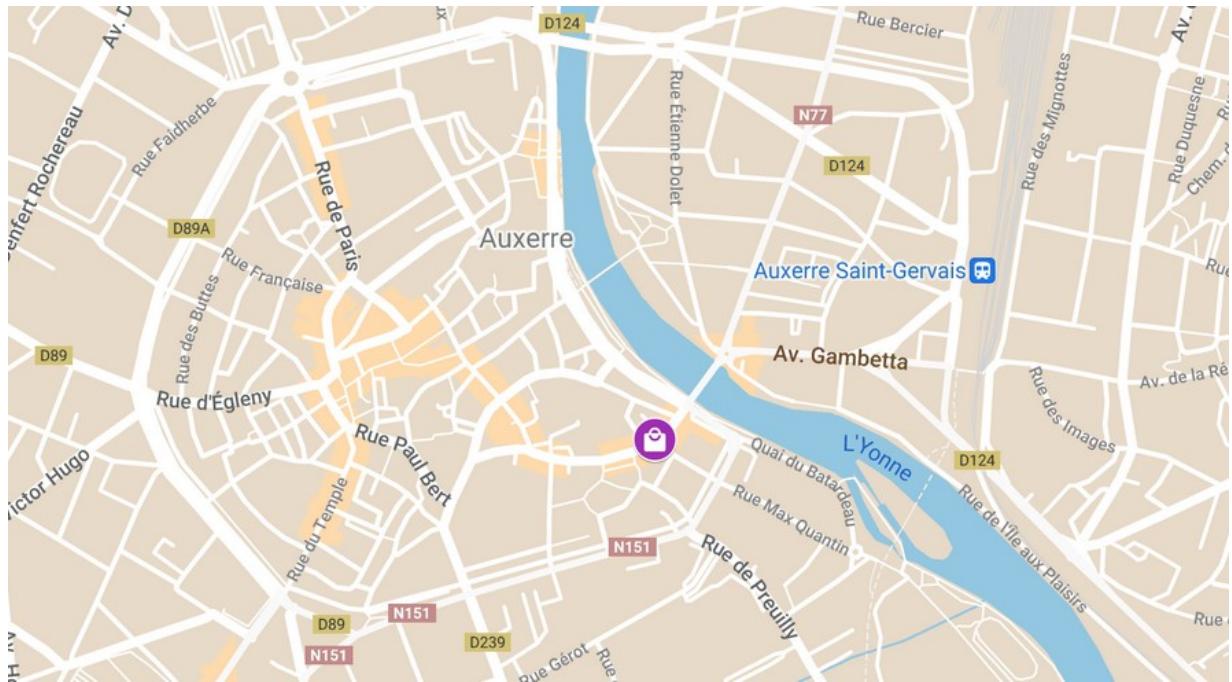 D124
Rue Bercier
Av. D
Av.
Rue Faidherbe
Rue Étienne Dolet
N77
Rue des Mignottes
Rue Duquesne
Chem. d
D124
Rue de Paris
D89A
Auxerre
Rue Française
Auxerre Saint-Gervais
Rue des Buttes
D89
Av. Gambetta
Rue d'Égleny
Av. de la Ré
Rue des Images
Rue Paul Bert
L'Yonne
Quai du Batardeau
D124
Victor Hugo
Rue du Temple
Rue Max Quantin
Rue de l'Île aux Plaisirs
N151
Rue de Preuilly
N151
D89
D239
N151
Rue Gérot
Rue
Rue